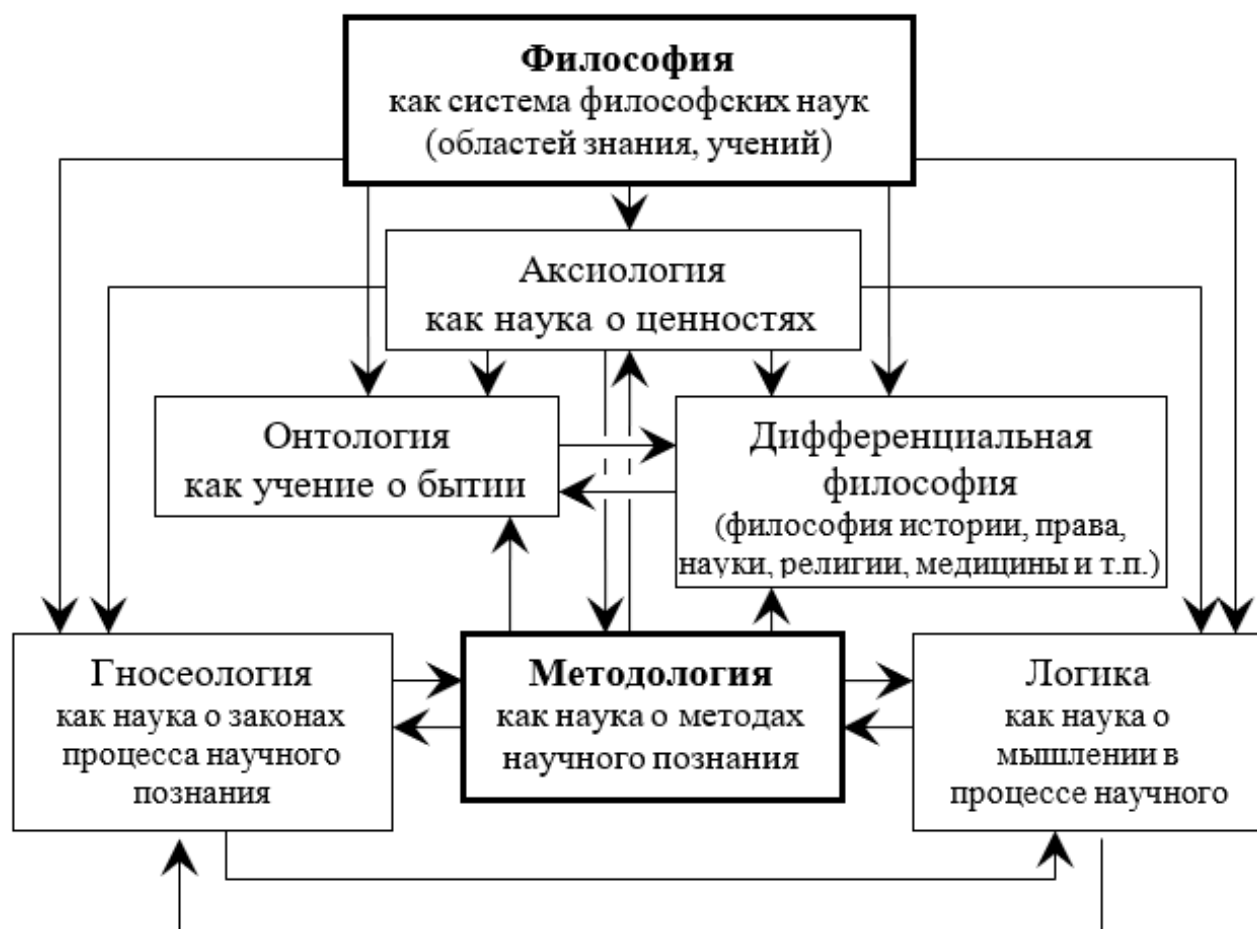 Философия
как система философских наук
(областей знания, учений)
Аксиология
как наука о ценностях
Онтология
как учение о бытии
Дифференциальная
философия
(философия истории, права,
науки, религии, медицины и т.п.)
Гносеология
как наука о законах
процесса научного
познания
Методология
как наука о методах
научного познания
Логика
как наука о
мышлении в
процессе научного